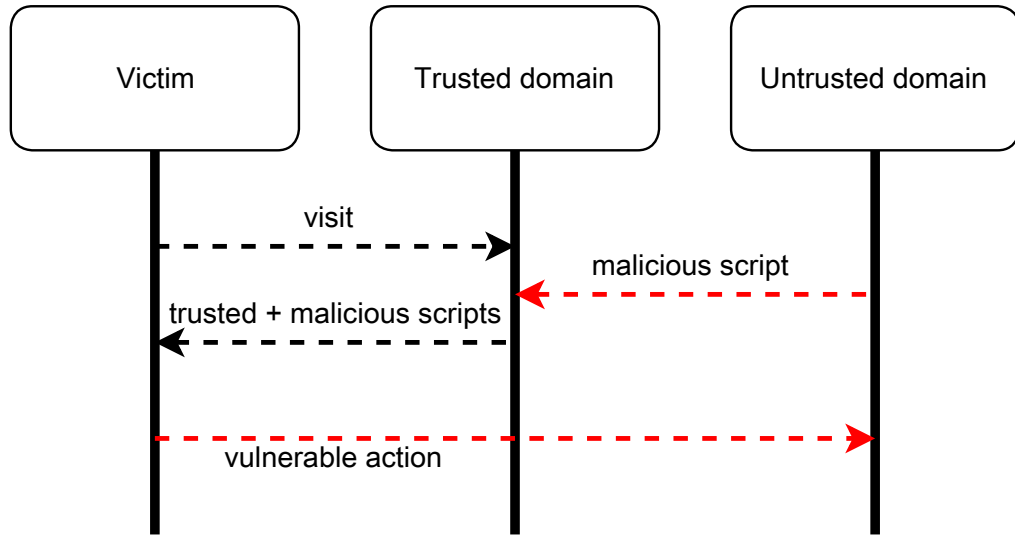 Victim
Trusted domain
Untrusted domain
visit
malicious script
trusted + malicious scripts
vulnerable action